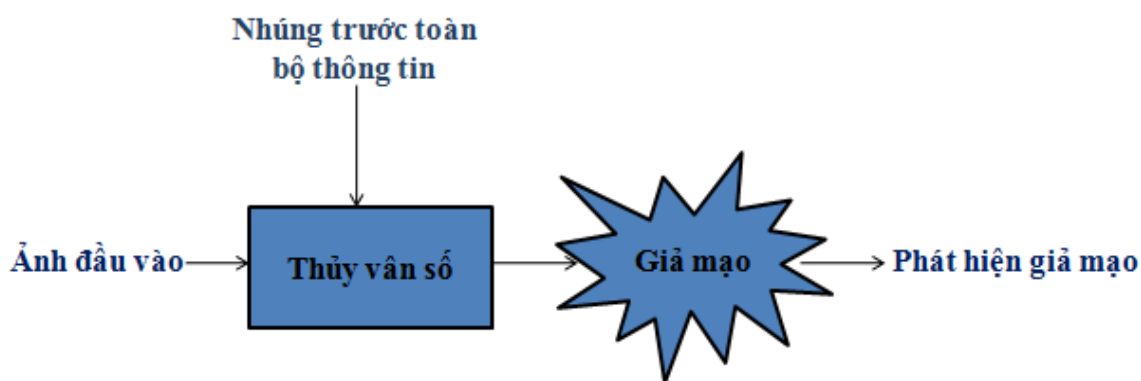 Nhúng trước toàn
bộ thông tin
Ảnh đầu vào
Thủy vân số
Giả mạo
Phát hiện giả mạo